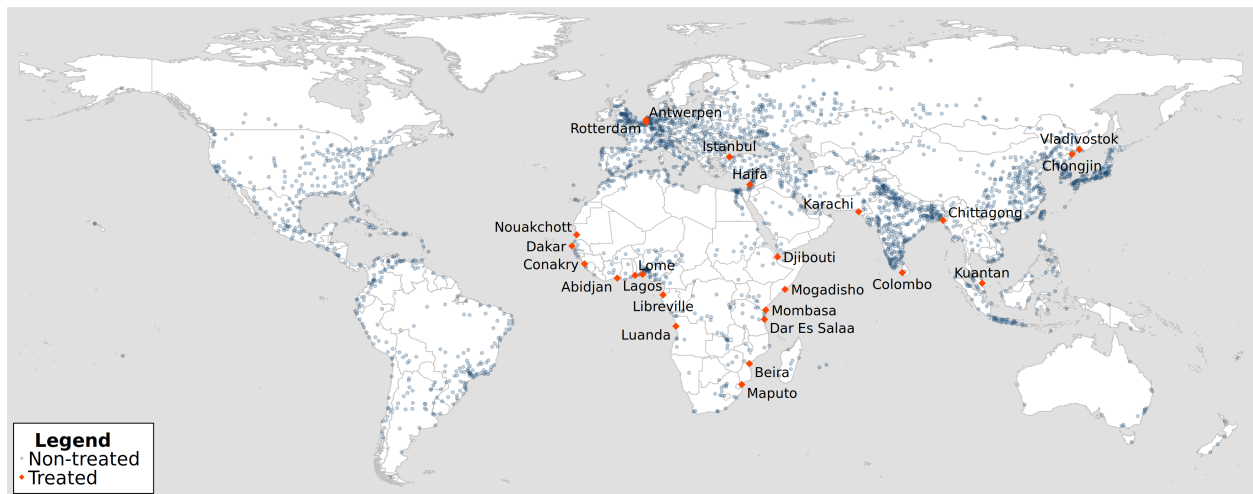 Antwerpen
Rotterdam
Istanbul
Haifa
Vladivostok
Chongjin
Karachi
Chittagong
Nouakchott
Dakar
Conakry
Lome
Abidjan
Lagos
Libreville
Djibouti
Colombo
Kuantan
Mogadisho
Mombasa
Dar Es Salaa
Luanda
Beira
Maputo
Legend
Non-treated
Treated